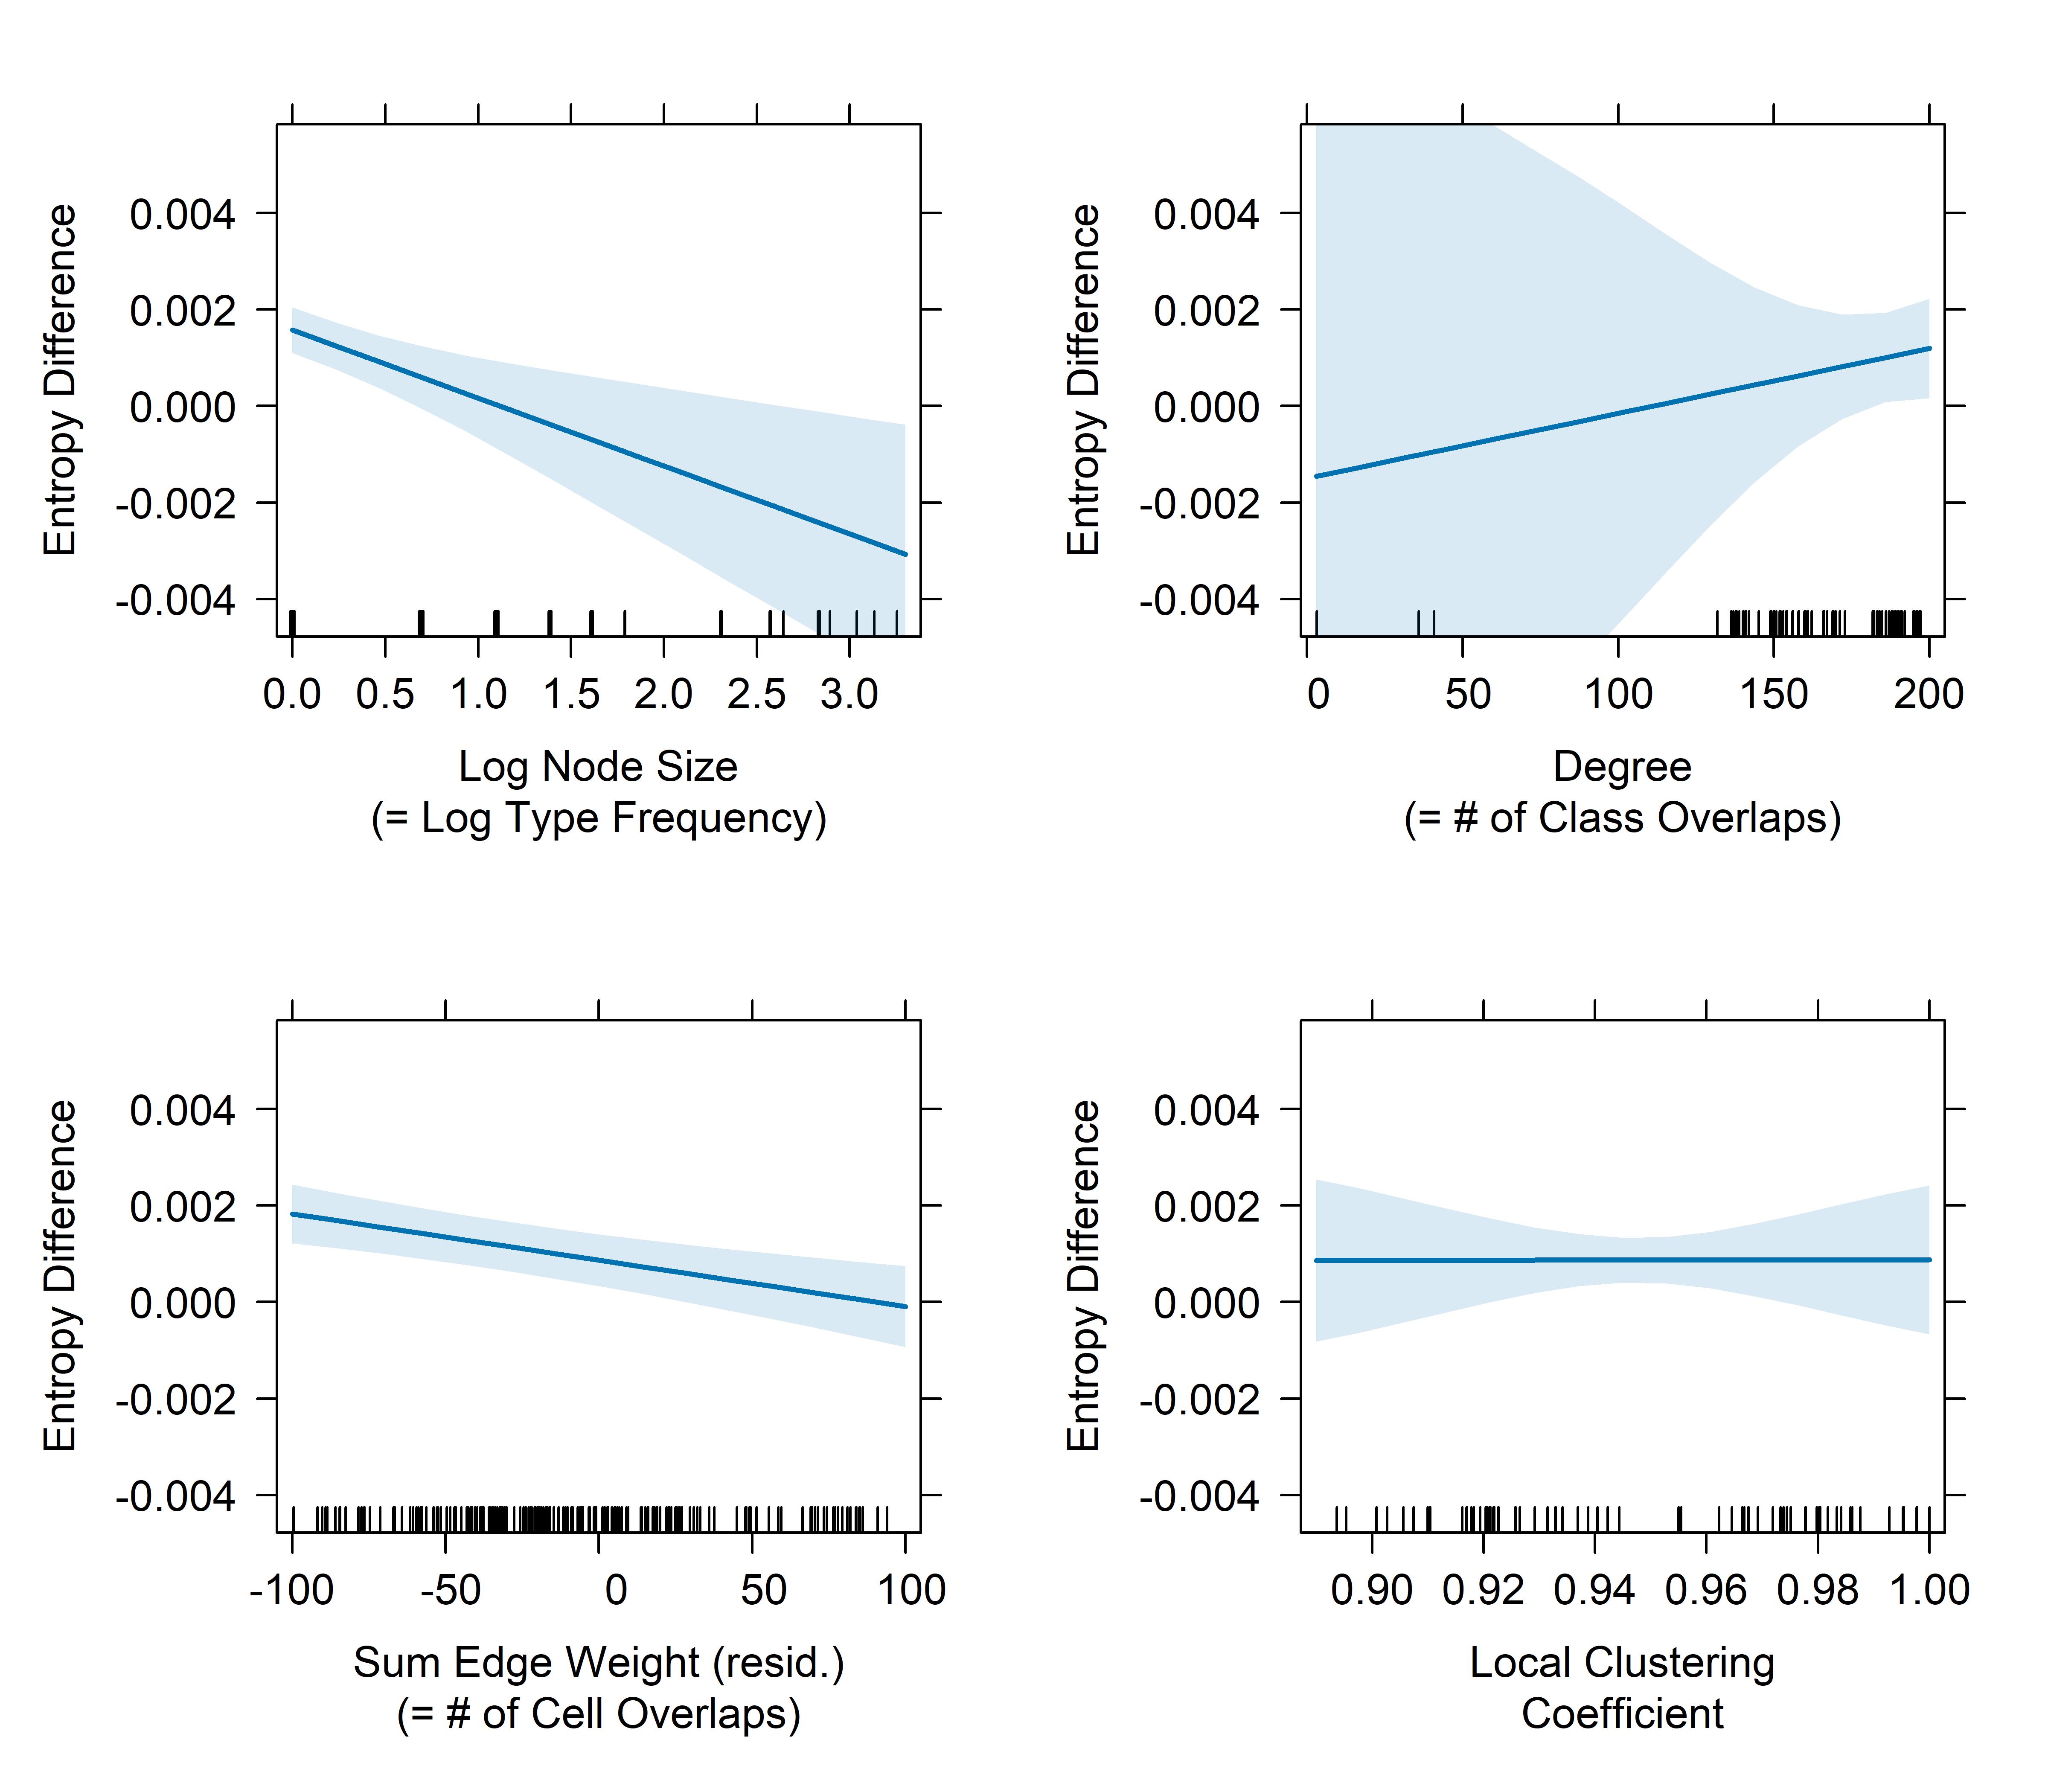 Entropy Difference
0.004
0.002
0.000
-0.002
-0.004
0.0 0.5 1.0 1.5 2.0 2.5 3.0
Log Node Size
(= Log Type Frequency)
Entropy Difference
0.004
0.002
0.000
-0.002
-0.004
0 50 100 150 200
Degree
(= # of Class Overlaps)
Entropy Difference
0.004
0.002
0.000
-0.002
-0.004
-100 -50 0 50 100
Sum Edge Weight (resid.)
(= # of Cell Overlaps)
Entropy Difference
0.004
0.002
0.000
-0.002
-0.004
0.90 0.92 0.94 0.96 0.98 1.00
Local Clustering
Coefficient